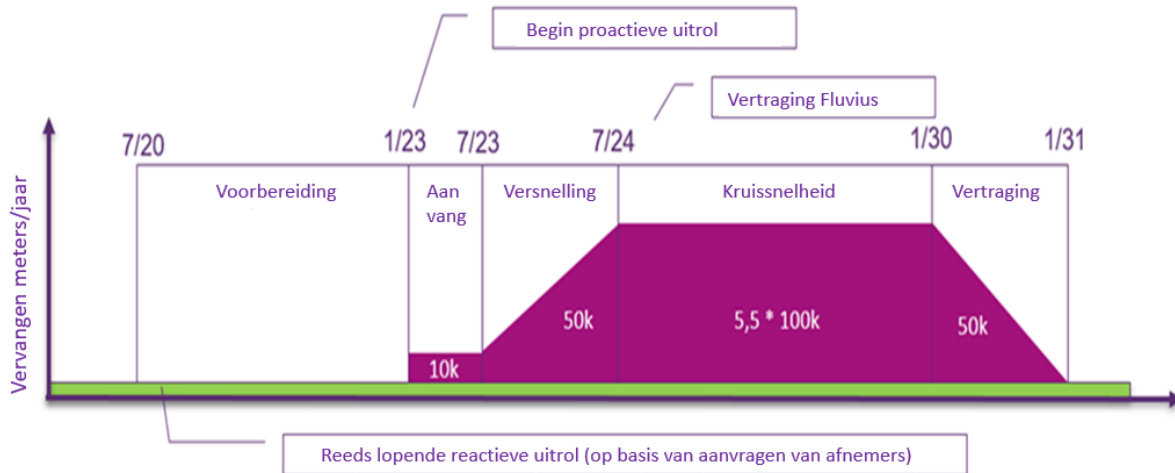 Begin proactieve uitrol
Vertraging Fluvius
7/20
1/23
7/23
7/24
1/30
1/31
Voorbereiding
Aan
vang
Versnelling
Kruissnelheid
Vertraging
Vervangen meters/jaar
10k
50k
5,5 * 100k
50k
Reeds lopende reactieve uitrol (op basis van aanvragen van afnemers)